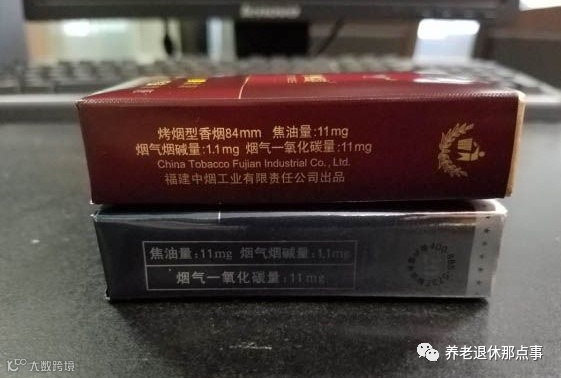 烤烟型香烟84mm 焦油量:11mg
烟气烟碱量:1.1mg 烟气一氧化碳量:11mg
China Tobacco Fujian Industrial Co., Ltd.
福建中烟工业有限责任公司出品
焦油量:11mg 烟气烟碱量:1.1mg
烟气一氧化碳量:11mg
养老退休那点事
大数跨境